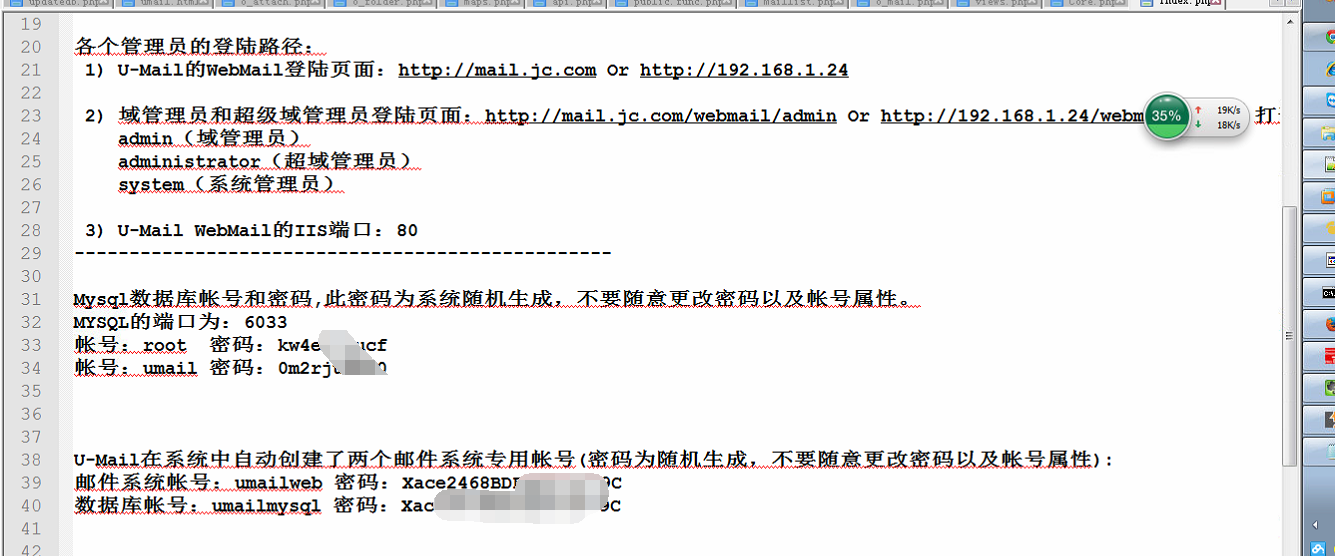 updatedb.php
umail.html
o_attach.php
o_folder.php
maps.php
api.php
public.func.php
maillist.php
o_mail.php
views.php
Core.php
Index.php
19
20 各个管理员的登陆路径：
21 1) U-Mail的WebMail登陆页面：http://mail.jc.com Or http://192.168.1.24
22
23 2) 域管理员和超级域管理员登陆页面：http://mail.jc.com/webmail/admin Or http://192.168.1.24/webm 打
35%
19K/s
18K/s
24 admin（域管理员）
25 administrator（超域管理员）
26 system（系统管理员）
27
28 3) U-Mail WebMail的IIS端口：80
29 -------------------------------------------------
30
31 Mysql数据库帐号和密码,此密码为系统随机生成，不要随意更改密码以及帐号属性。
32 MYSQL的端口为：6033
33 帐号：root 密码：kw4e ucf
34 帐号：umail 密码：0m2rj 0
35
36
37
38 U-Mail在系统中自动创建了两个邮件系统专用帐号(密码为随机生成，不要随意更改密码以及帐号属性)：
39 邮件系统帐号：umailweb 密码：Xace2468BD 9C
40 数据库帐号：umailmysql 密码：Xac 9C
41
42